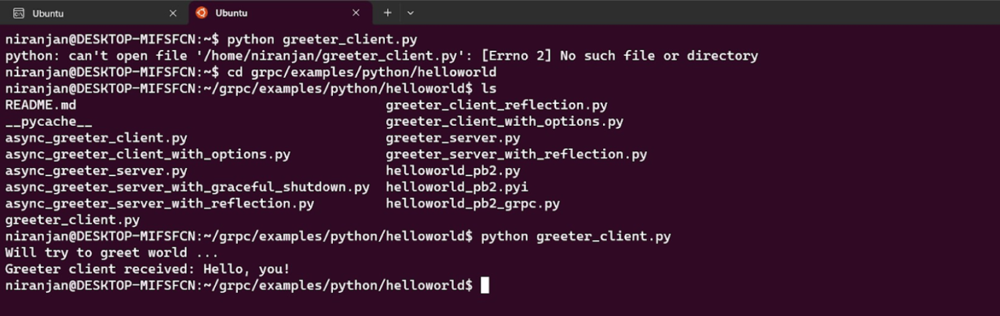 Ubuntu
Ubuntu
niranjan@DESKTOP-MIFSFCN:~$ python greeter_client.py
python: can't open file '/home/niranjan/greeter_client.py': [Errno 2] No such file or directory
niranjan@DESKTOP-MIFSFCN:~$ cd grpc/examples/python/helloworld
niranjan@DESKTOP-MIFSFCN:~/grpc/examples/python/helloworld$ ls
README.md greeter_client_reflection.py
__pycache__ greeter_client_with_options.py
async_greeter_client.py greeter_server.py
async_greeter_client_with_options.py greeter_server_with_reflection.py
async_greeter_server.py helloworld_pb2.py
async_greeter_server_with_graceful_shutdown.py helloworld_pb2.pyi
async_greeter_server_with_reflection.py helloworld_pb2_grpc.py
greeter_client.py
niranjan@DESKTOP-MIFSFCN:~/grpc/examples/python/helloworld$ python greeter_client.py
Will try to greet world ...
Greeter client received: Hello, you!
niranjan@DESKTOP-MIFSFCN:~/grpc/examples/python/helloworld$